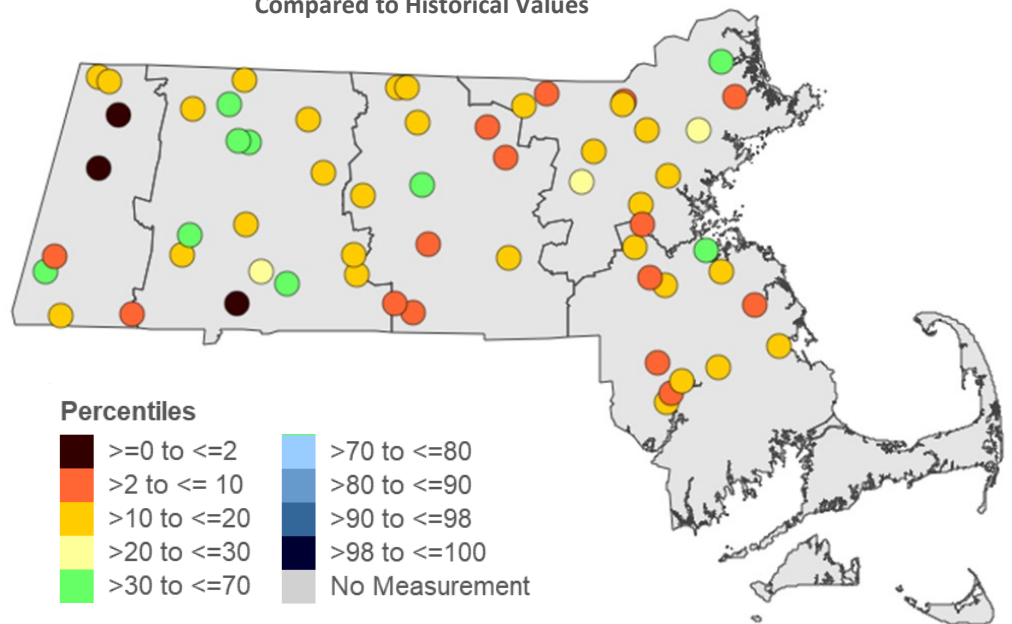 Compared to Historical Values
Percentiles
>=0 to <=2
>2 to <= 10
>10 to <=20
>20 to <=30
>30 to <=70
>70 to <=80
>80 to <=90
>90 to <=98
>98 to <=100
No Measurement